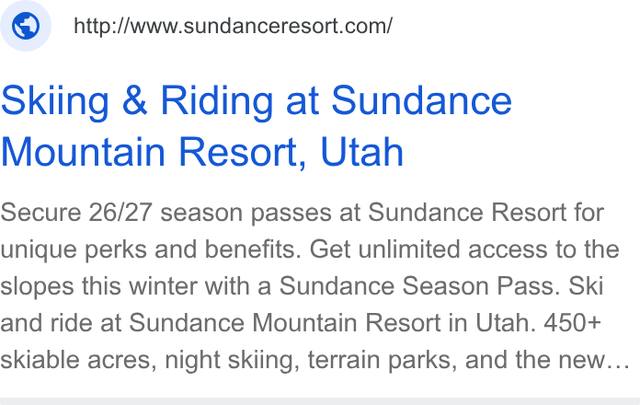 http://www.sundanceresort.com/
Skiing & Riding at Sundance
Mountain Resort, Utah
Secure 26/27 season passes at Sundance Resort for
unique perks and benefits. Get unlimited access to the
slopes this winter with a Sundance Season Pass. Ski
and ride at Sundance Mountain Resort in Utah. 450+
skiable acres, night skiing, terrain parks, and the new…